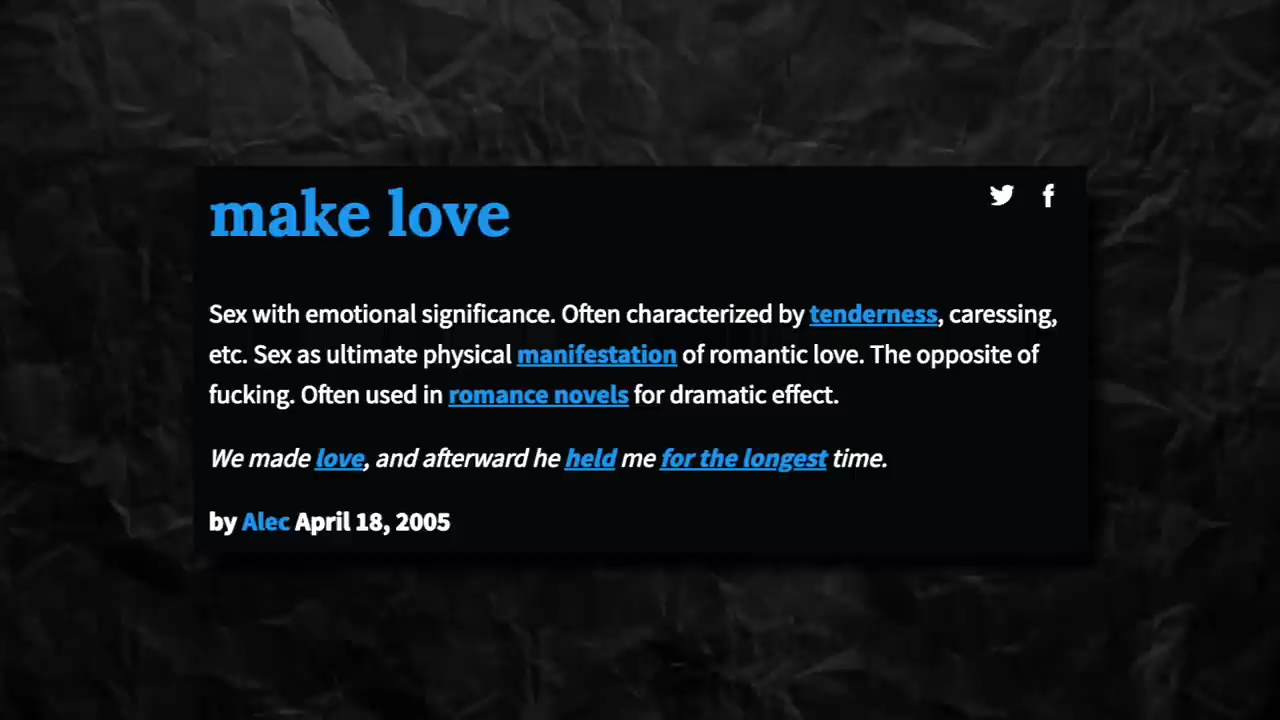 make love
Sex with emotional significance. Often characterized by tenderness, caressing,
etc. Sex as ultimate physical manifestation of romantic love. The opposite of
fucking. Often used in romance novels for dramatic effect.
We made love, and afterward he held me for the longest time.
by Alec April 18, 2005